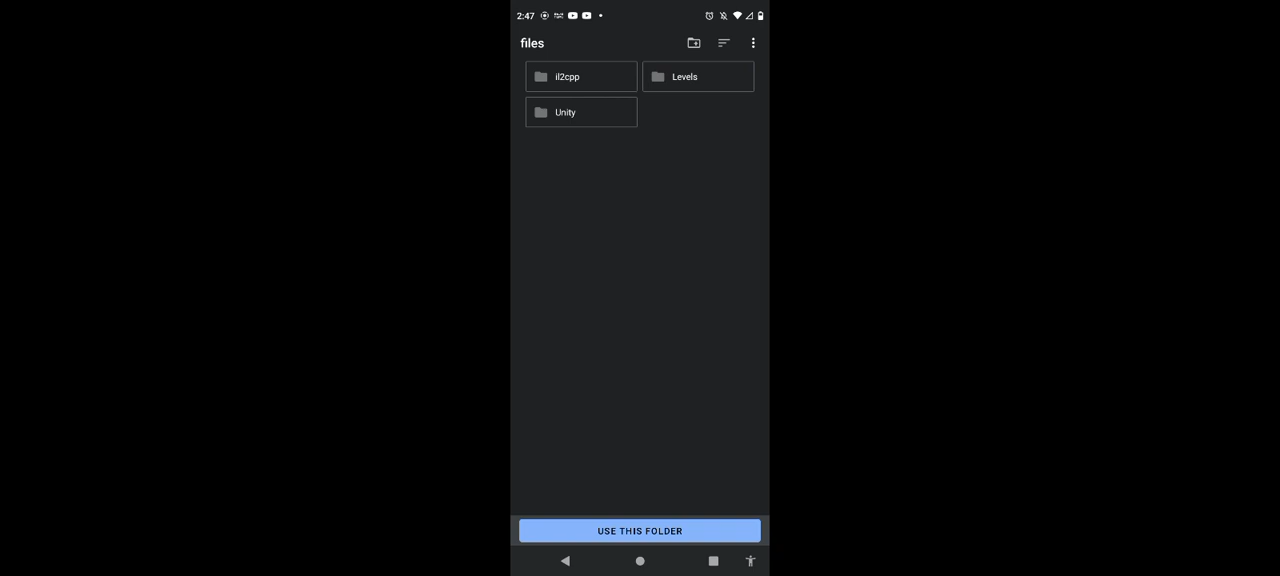 2:47
files
il2cpp
Levels
Unity
USE THIS FOLDER